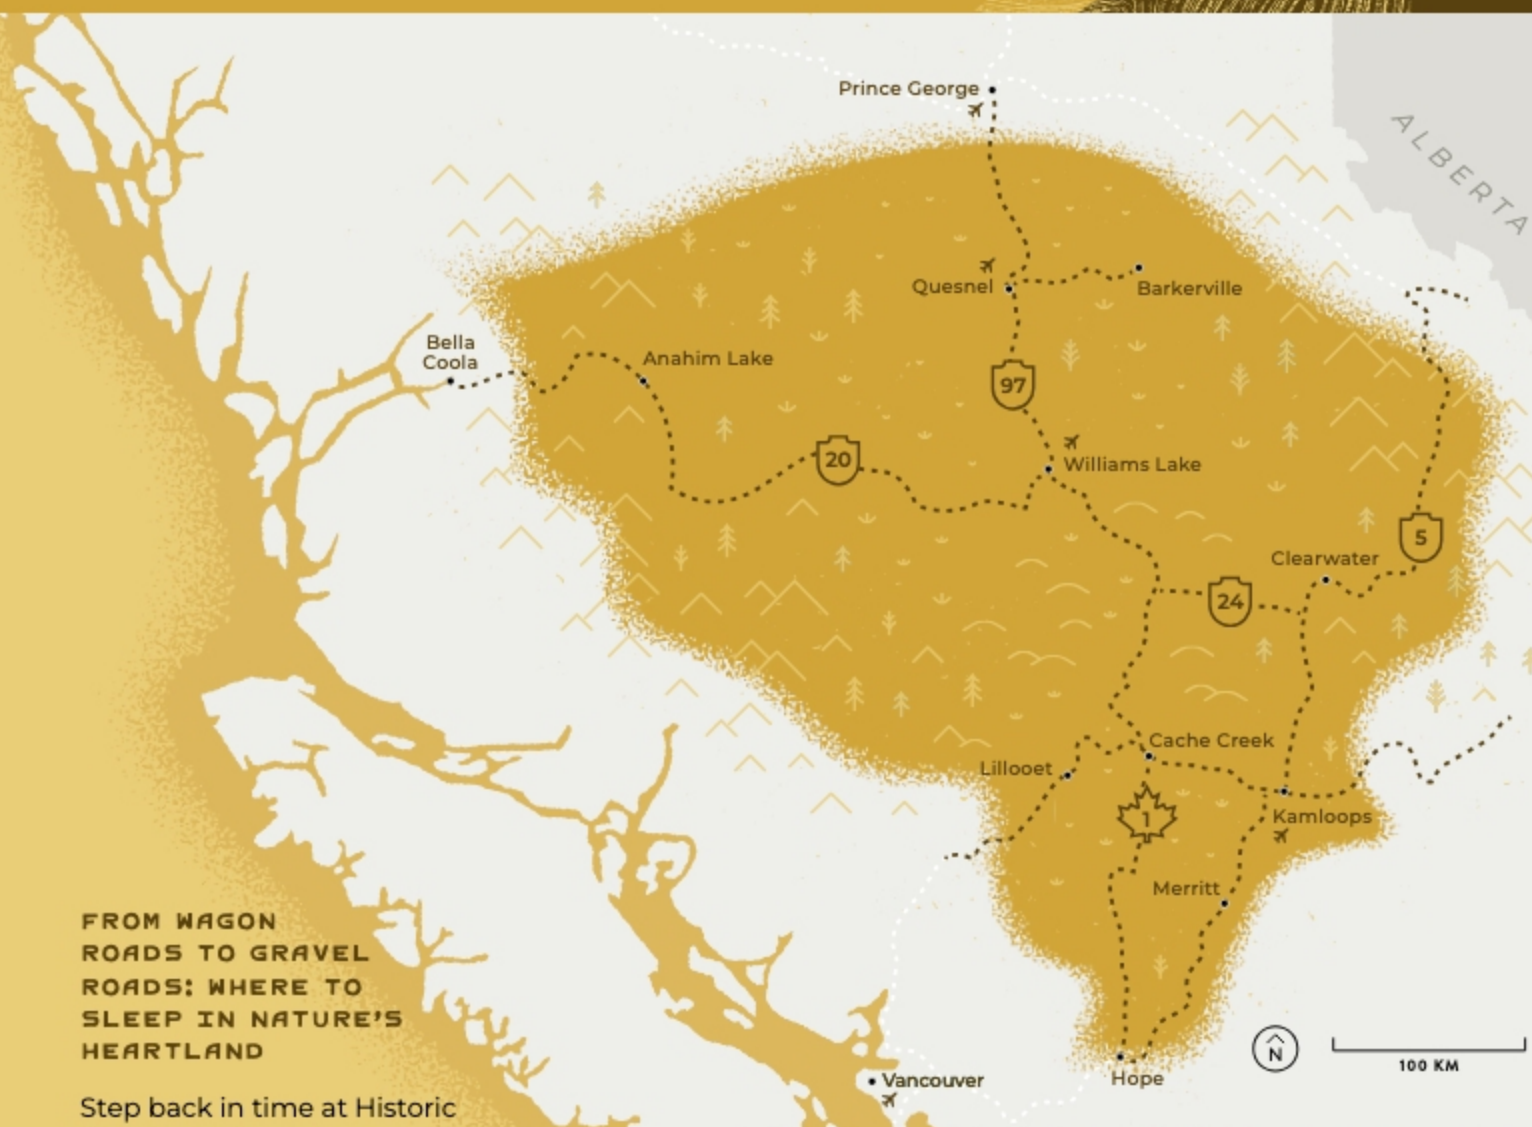 ALBERTA
Prince George
Quesnel
Barkerville
Bella
Coola
Anahim Lake
97
20
Williams Lake
5
Clearwater
24
Cache Creek
Lillooet
1
Kamloops
Merritt
FROM WAGON
ROADS TO GRAVEL
ROADS: WHERE TO
SLEEP IN NATURE'S
HEARTLAND
N
100 KM
Hope
Vancouver
Step back in time at Historic